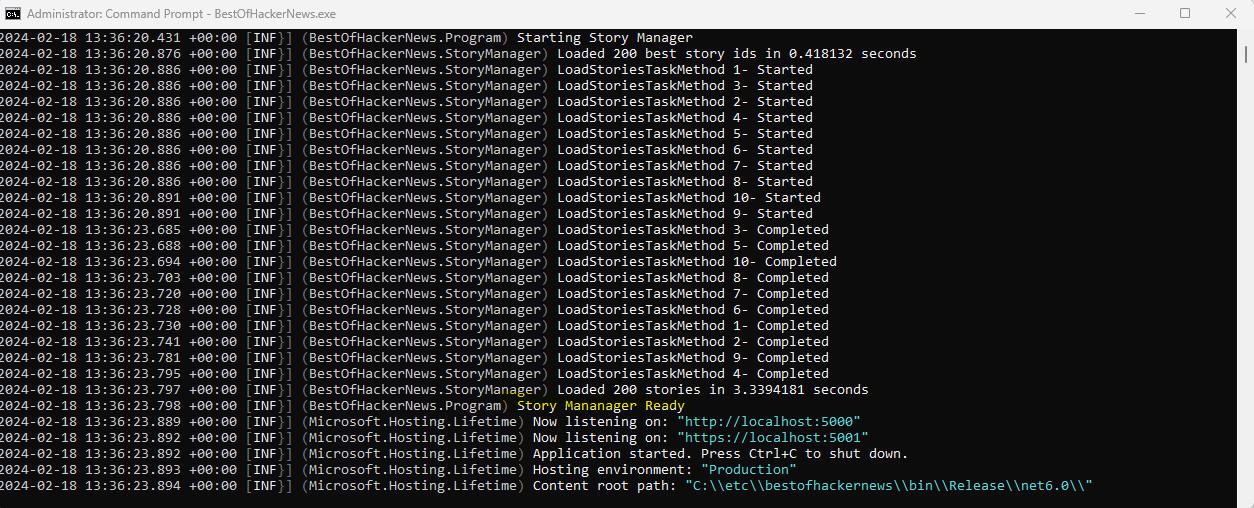 Administrator: Command Prompt - BestOfHackerNews.exe
2024-02-18 13:36:20.431 +00:00 [INF}] (BestOfHackerNews.Program) Starting Story Manager
2024-02-18 13:36:20.876 +00:00 [INF}] (BestOfHackerNews.StoryManager) Loaded 200 best story ids in 0.418132 seconds
2024-02-18 13:36:20.886 +00:00 [INF}] (BestOfHackerNews.StoryManager) LoadStoriesTaskMethod 1- Started
2024-02-18 13:36:20.886 +00:00 [INF}] (BestOfHackerNews.StoryManager) LoadStoriesTaskMethod 3- Started
2024-02-18 13:36:20.886 +00:00 [INF}] (BestOfHackerNews.StoryManager) LoadStoriesTaskMethod 2- Started
2024-02-18 13:36:20.886 +00:00 [INF}] (BestOfHackerNews.StoryManager) LoadStoriesTaskMethod 4- Started
2024-02-18 13:36:20.886 +00:00 [INF}] (BestOfHackerNews.StoryManager) LoadStoriesTaskMethod 5- Started
2024-02-18 13:36:20.886 +00:00 [INF}] (BestOfHackerNews.StoryManager) LoadStoriesTaskMethod 6- Started
2024-02-18 13:36:20.886 +00:00 [INF}] (BestOfHackerNews.StoryManager) LoadStoriesTaskMethod 7- Started
2024-02-18 13:36:20.886 +00:00 [INF}] (BestOfHackerNews.StoryManager) LoadStoriesTaskMethod 8- Started
2024-02-18 13:36:20.891 +00:00 [INF}] (BestOfHackerNews.StoryManager) LoadStoriesTaskMethod 10- Started
2024-02-18 13:36:20.891 +00:00 [INF}] (BestOfHackerNews.StoryManager) LoadStoriesTaskMethod 9- Started
2024-02-18 13:36:23.685 +00:00 [INF}] (BestOfHackerNews.StoryManager) LoadStoriesTaskMethod 3- Completed
2024-02-18 13:36:23.688 +00:00 [INF}] (BestOfHackerNews.StoryManager) LoadStoriesTaskMethod 5- Completed
2024-02-18 13:36:23.694 +00:00 [INF}] (BestOfHackerNews.StoryManager) LoadStoriesTaskMethod 10- Completed
2024-02-18 13:36:23.703 +00:00 [INF}] (BestOfHackerNews.StoryManager) LoadStoriesTaskMethod 8- Completed
2024-02-18 13:36:23.720 +00:00 [INF}] (BestOfHackerNews.StoryManager) LoadStoriesTaskMethod 7- Completed
2024-02-18 13:36:23.728 +00:00 [INF}] (BestOfHackerNews.StoryManager) LoadStoriesTaskMethod 6- Completed
2024-02-18 13:36:23.730 +00:00 [INF}] (BestOfHackerNews.StoryManager) LoadStoriesTaskMethod 1- Completed
2024-02-18 13:36:23.741 +00:00 [INF}] (BestOfHackerNews.StoryManager) LoadStoriesTaskMethod 2- Completed
2024-02-18 13:36:23.781 +00:00 [INF}] (BestOfHackerNews.StoryManager) LoadStoriesTaskMethod 9- Completed
2024-02-18 13:36:23.795 +00:00 [INF}] (BestOfHackerNews.StoryManager) LoadStoriesTaskMethod 4- Completed
2024-02-18 13:36:23.797 +00:00 [INF}] (BestOfHackerNews.StoryManager) Loaded 200 stories in 3.3394181 seconds
2024-02-18 13:36:23.798 +00:00 [INF}] (BestOfHackerNews.Program) Story Mananager Ready
2024-02-18 13:36:23.889 +00:00 [INF}] (Microsoft.Hosting.Lifetime) Now listening on: "http://localhost:5000"
2024-02-18 13:36:23.892 +00:00 [INF}] (Microsoft.Hosting.Lifetime) Now listening on: "https://localhost:5001"
2024-02-18 13:36:23.892 +00:00 [INF}] (Microsoft.Hosting.Lifetime) Application started. Press Ctrl+C to shut down.
2024-02-18 13:36:23.893 +00:00 [INF}] (Microsoft.Hosting.Lifetime) Hosting environment: "Production"
2024-02-18 13:36:23.894 +00:00 [INF}] (Microsoft.Hosting.Lifetime) Content root path: "C:\\etc\\bestofhackernews\\bin\\Release\\net6.0\\"